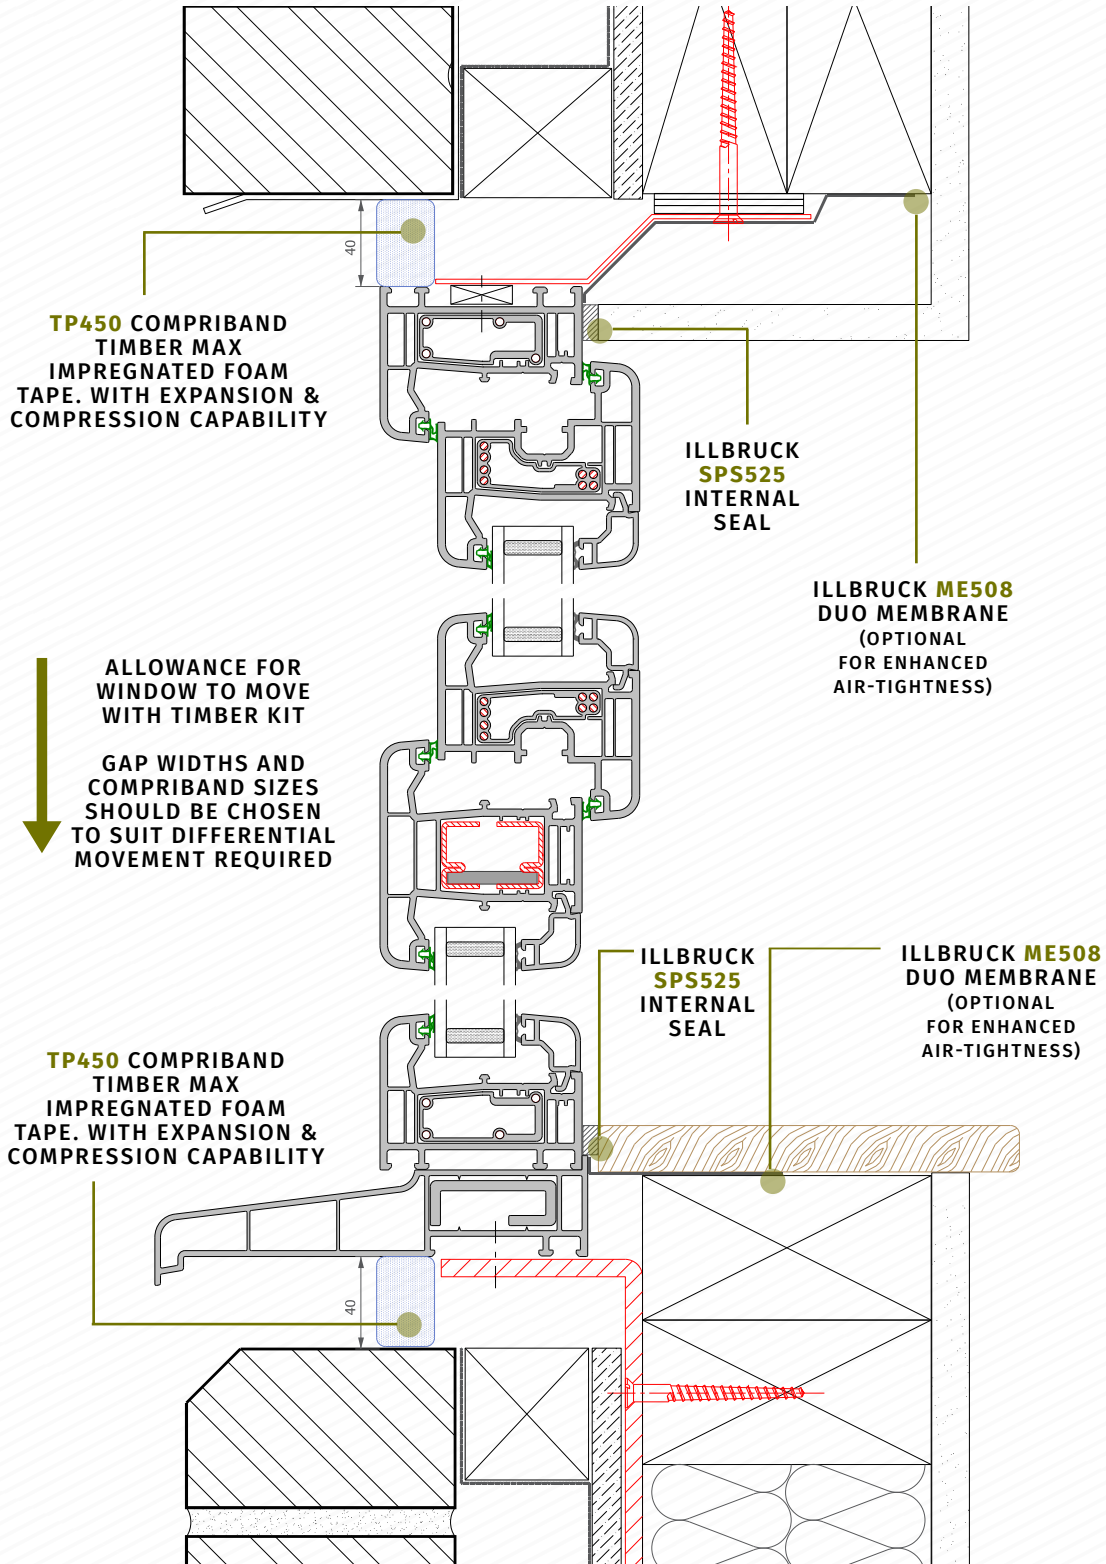 40
TP450 COMPRIBAND
TIMBER MAX
IMPREGNATED FOAM
TAPE. WITH EXPANSION &
COMPRESSION CAPABILITY
ILLBRUCK
SPS525
INTERNAL
SEAL
ILLBRUCK ME508
DUO MEMBRANE
(OPTIONAL
FOR ENHANCED
AIR-TIGHTNESS)
ALLOWANCE FOR
WINDOW TO MOVE
WITH TIMBER KIT
GAP WIDTHS AND
COMPRIBAND SIZES
SHOULD BE CHOSEN
TO SUIT DIFFERENTIAL
MOVEMENT REQUIRED
ILLBRUCK
SPS525
INTERNAL
SEAL
ILLBRUCK ME508
DUO MEMBRANE
(OPTIONAL
FOR ENHANCED
AIR-TIGHTNESS)
TP450 COMPRIBAND
TIMBER MAX
IMPREGNATED FOAM
TAPE. WITH EXPANSION &
COMPRESSION CAPABILITY
40